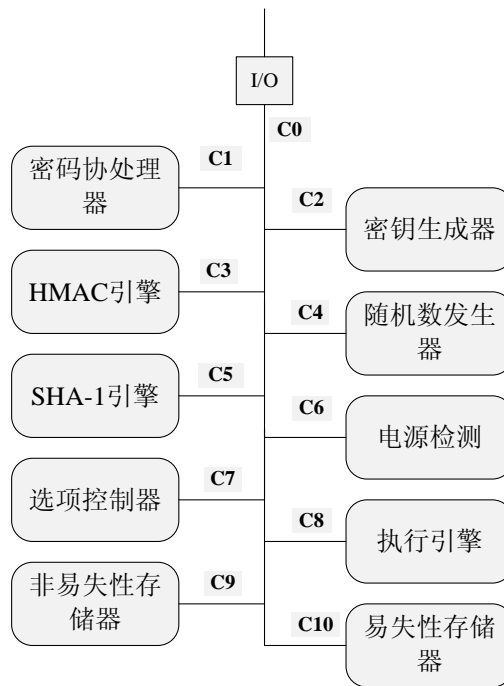 I/O
C0
C1
密码协处理
器
C2
密钥生成器
C3
HMAC引擎
C4
随机数发生
器
C5
SHA-1引擎
C6
电源检测
C7
选项控制器
C8
执行引擎
C9
非易失性存
储器
C10
易失性存储
器